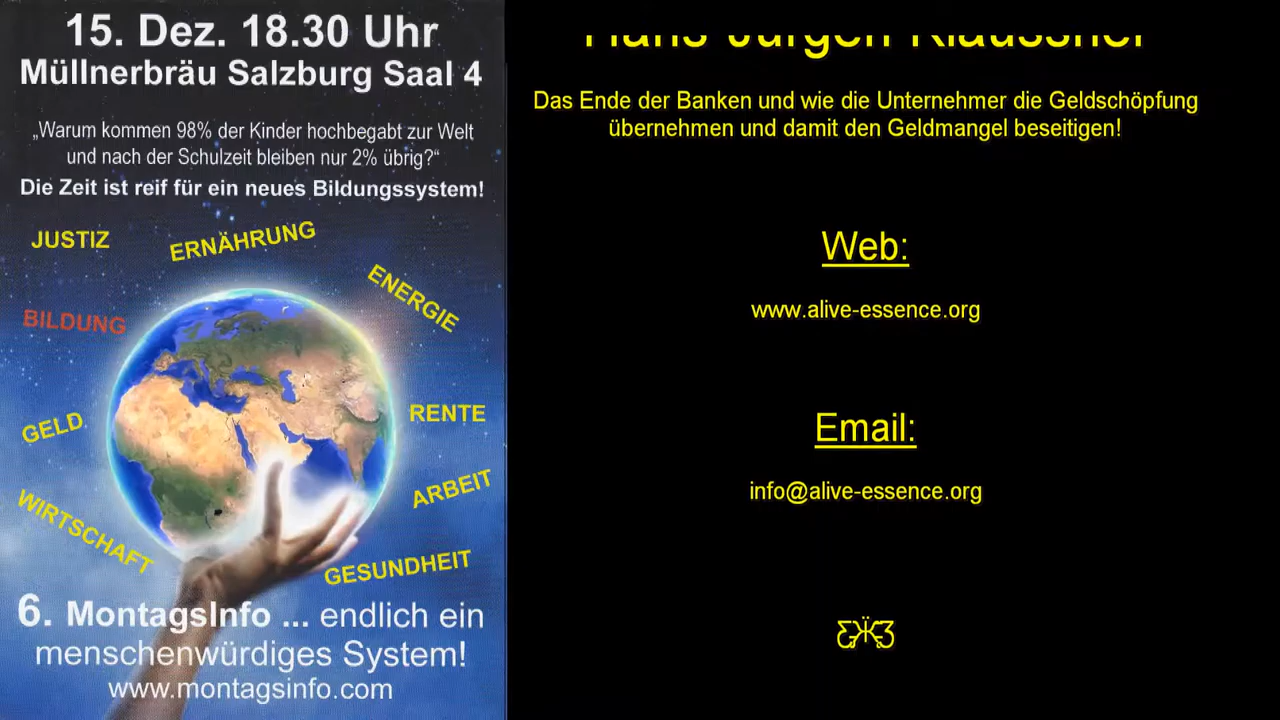 15. Dez. 18.30 Uhr
Müllnerbräu Salzburg Saal 4
„Warum kommen 98% der Kinder hochbegabt zur Welt
und nach der Schulzeit bleiben nur 2% übrig?“
Die Zeit ist reif für ein neues Bildungssystem!
JUSTIZ
ERNÄHRUNG
ENERGIE
BILDUNG
GELD
RENTE
ARBEIT
WIRTSCHAFT
GESUNDHEIT
6. MontagsInfo ... endlich ein
menschenwürdiges System!
www.montagsinfo.com
Hans Jürgen Klaussner
Das Ende der Banken und wie die Unternehmer die Geldschöpfung
übernehmen und damit den Geldmangel beseitigen!
Web:
www.alive-essence.org
Email:
info@alive-essence.org